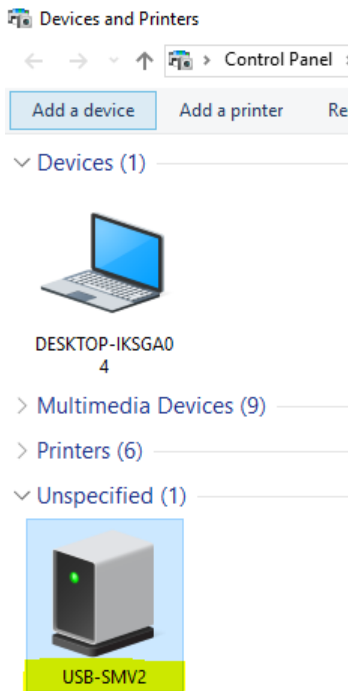 Devices and Printers
Control Panel
Add a device
Add a printer
Re
Devices (1)
DESKTOP-IKSGA0
4
Multimedia Devices (9)
Printers (6)
Unspecified (1)
USB-SMV2